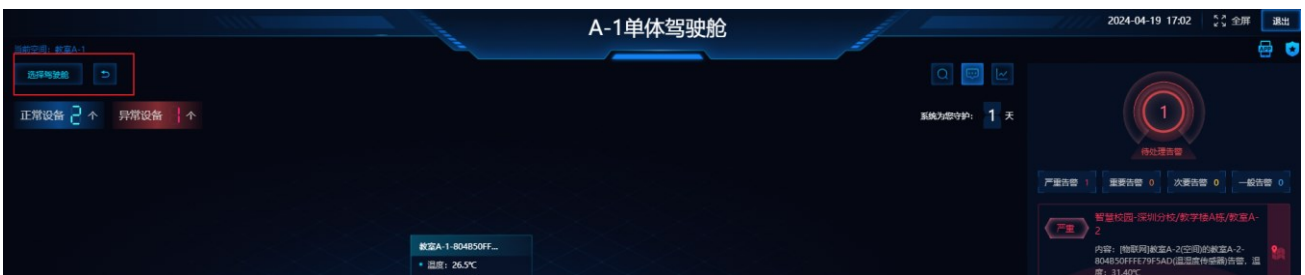 A-1单体驾驶舱
2024-04-19 17:02 全屏 退出
当前空间: 教室A-1
选择驾驶舱
正常设备 2 个 异常设备 1 个
系统为您守护: 1 天
1
待处理告警
严重告警 1 重要告警 0 次要告警 0 一般告警 0
严重
智慧校园-深圳分校/教学楼A栋/教室A-
2
内容: [物联网]教室A-2(空间)的教室A-2-
804850FFFE79F5AD(温湿度传感器)告警, 温
度: 31.40℃
教室A-1-804850FF...
温度: 26.5℃